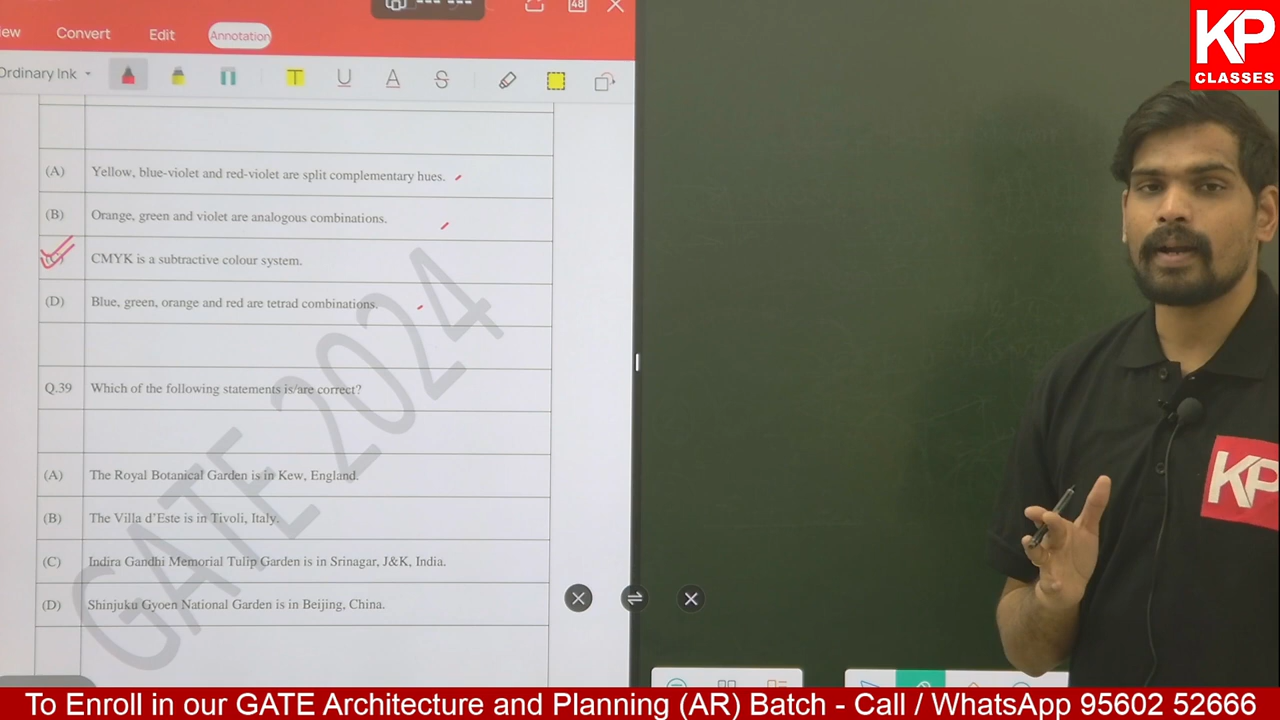 KP
CLASSES
48
iew Convert Edit Annotation
Ordinary Ink
T U A S
(A) Yellow, blue-violet and red-violet are split complementary hues.
(B) Orange, green and violet are analogous combinations.
CMYK is a subtractive colour system.
(D) Blue, green, orange and red are tetrad combinations.
Q.39 Which of the following statements is/are correct?
(A) The Royal Botanical Garden is in Kew, England.
(B) The Villa d'Este is in Tivoli, Italy.
(C) Indira Gandhi Memorial Tulip Garden is in Srinagar, J&K, India.
(D) Shinjuku Gyoen National Garden is in Beijing, China.
GATE 2024
KP
To Enroll in our GATE Architecture and Planning (AR) Batch - Call / WhatsApp 95602 52666